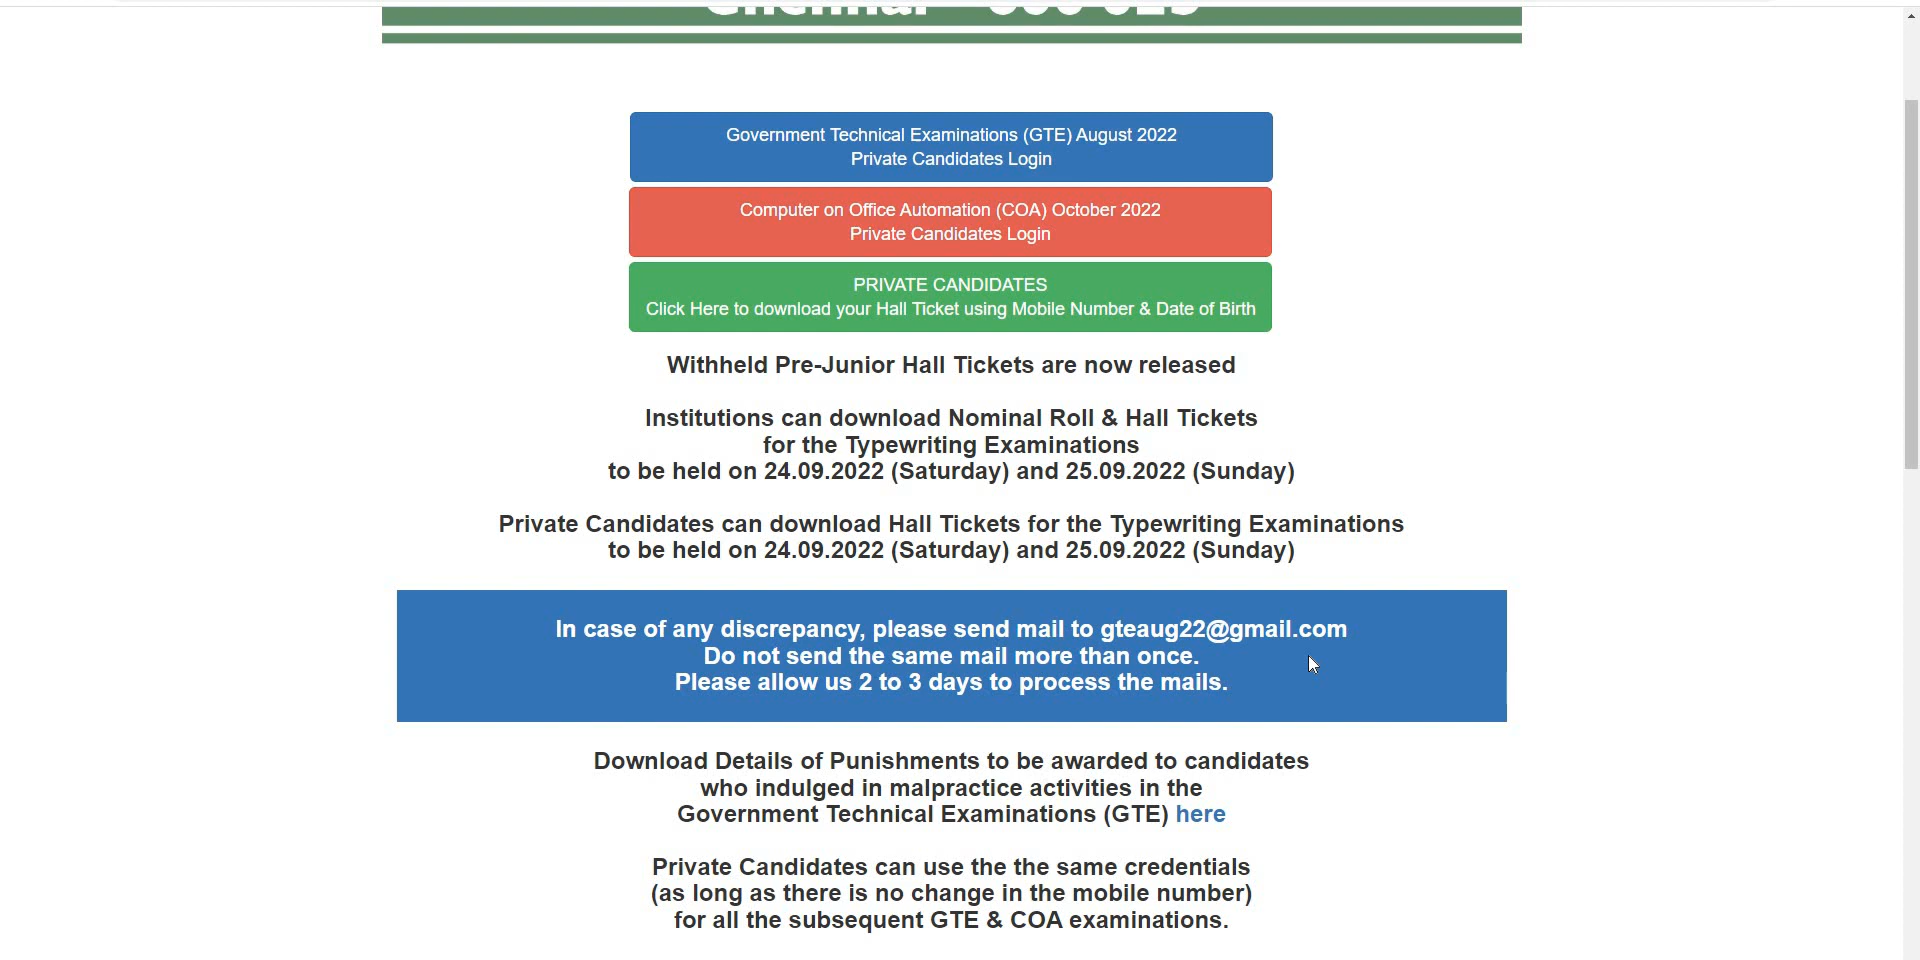 Government Technical Examinations (GTE) August 2022
Private Candidates Login
Computer on Office Automation (COA) October 2022
Private Candidates Login
PRIVATE CANDIDATES
Click Here to download your Hall Ticket using Mobile Number & Date of Birth
Withheld Pre-Junior Hall Tickets are now released
Institutions can download Nominal Roll & Hall Tickets
for the Typewriting Examinations
to be held on 24.09.2022 (Saturday) and 25.09.2022 (Sunday)
Private Candidates can download Hall Tickets for the Typewriting Examinations
to be held on 24.09.2022 (Saturday) and 25.09.2022 (Sunday)
In case of any discrepancy, please send mail to gteaug22@gmail.com
Do not send the same mail more than once.
Please allow us 2 to 3 days to process the mails.
Download Details of Punishments to be awarded to candidates
who indulged in malpractice activities in the
Government Technical Examinations (GTE) here
Private Candidates can use the the same credentials
(as long as there is no change in the mobile number)
for all the subsequent GTE & COA examinations.